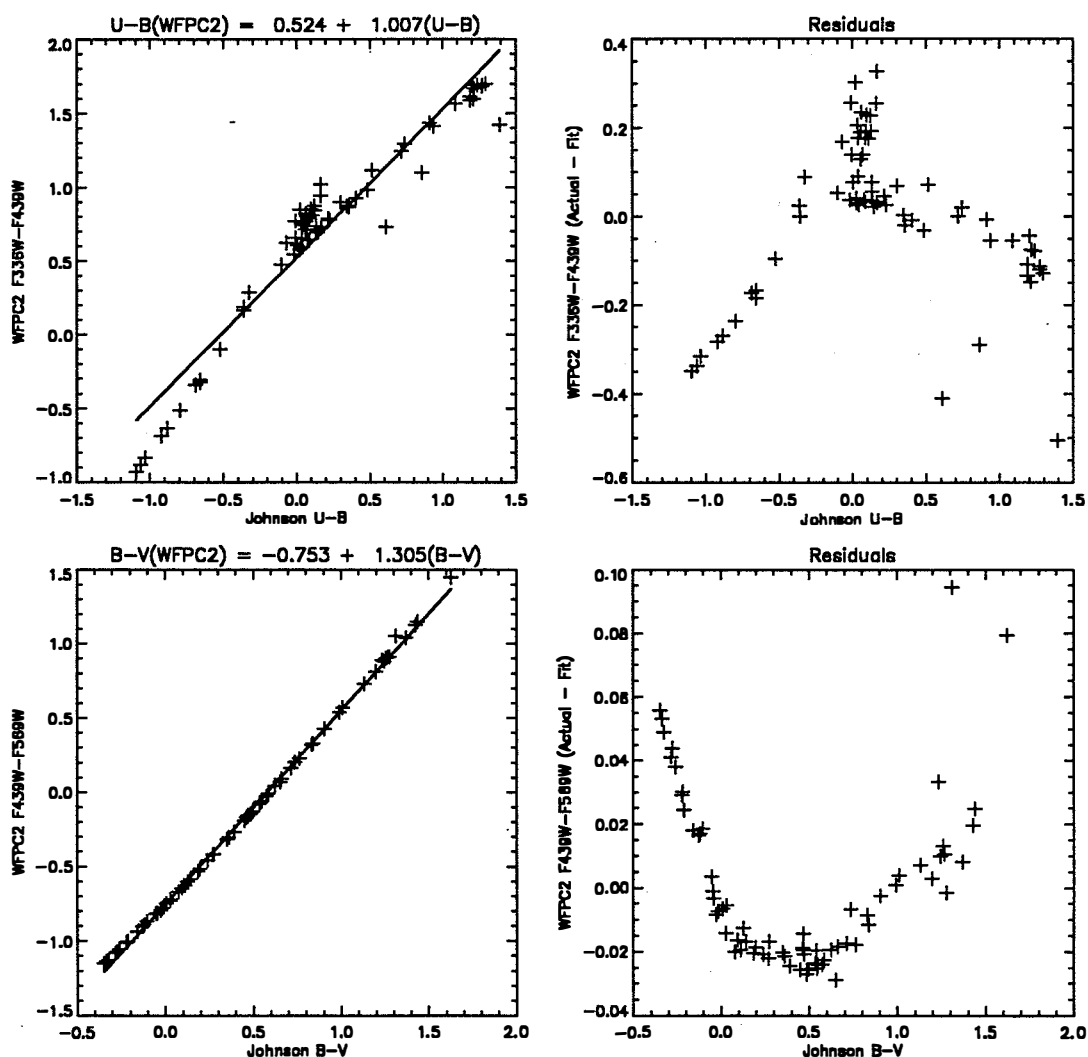 U-B(WFPC2) = 0.524 + 1.007(U-B)
2.0
1.5
1.0
0.5
0.0
-0.5
-1.0
WFPC2 F336W-F439W
-1.5 -1.0 -0.5 0.0 0.5 1.0 1.5
Johnson U-B
Residuals
0.4
0.2
0.0
-0.2
-0.4
-0.6
WFPC2 F336W-F439W (Actual - Fit)
-1.5 -1.0 -0.5 0.0 0.5 1.0 1.5
Johnson U-B
B-V(WFPC2) = -0.753 + 1.305(B-V)
1.5
1.0
0.5
0.0
-0.5
-1.0
-1.5
WFPC2 F439W-F569W
-0.5 0.0 0.5 1.0 1.5 2.0
Johnson B-V
Residuals
0.10
0.08
0.06
0.04
0.02
0.00
-0.02
-0.04
WFPC2 F439W-F569W (Actual - Fit)
-0.5 0.0 0.5 1.0 1.5 2.0
Johnson B-V